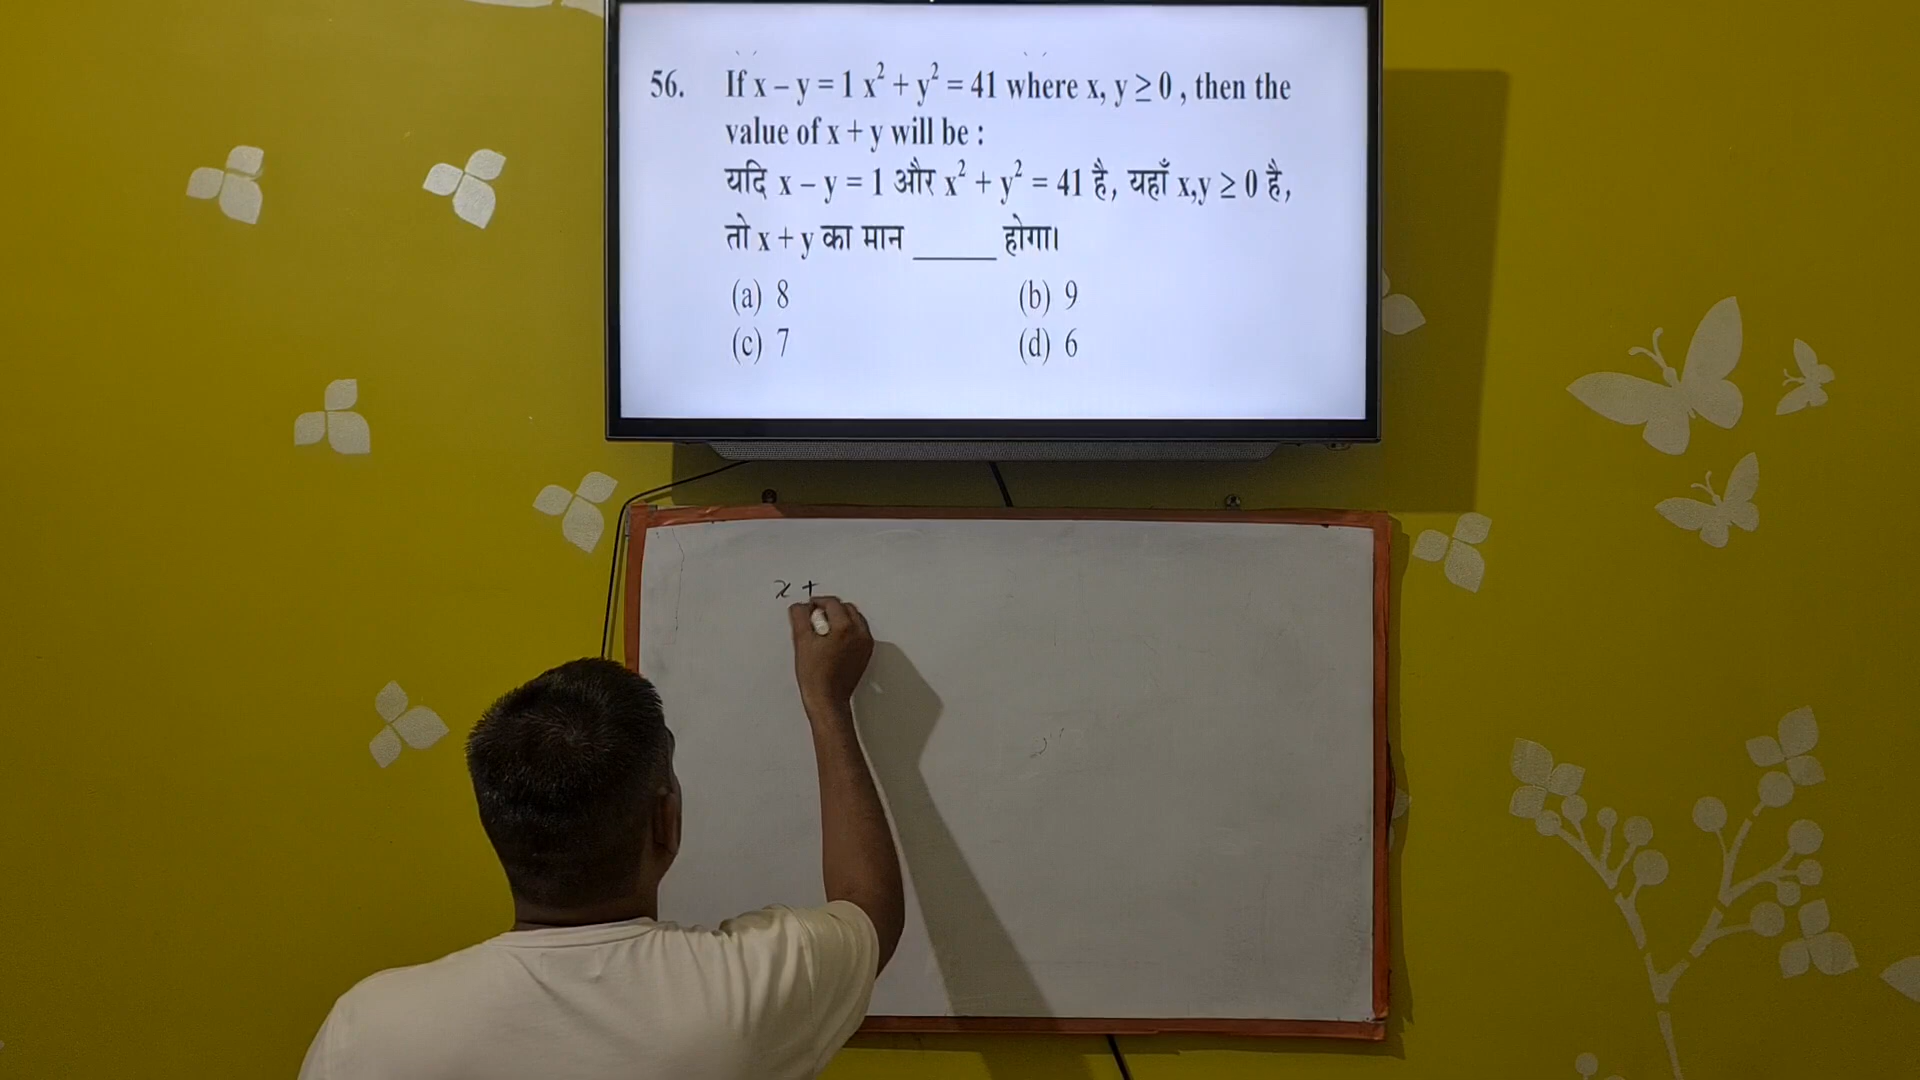 56. If x – y = 1 x² + y² = 41 where x, y ≥ 0 , then the
value of x + y will be :
यदि x – y = 1 और x² + y² = 41 है, यहाँ x,y ≥ 0 है,
तो x + y का मान _____ होगा।
(a) 8 (b) 9
(c) 7 (d) 6
x +